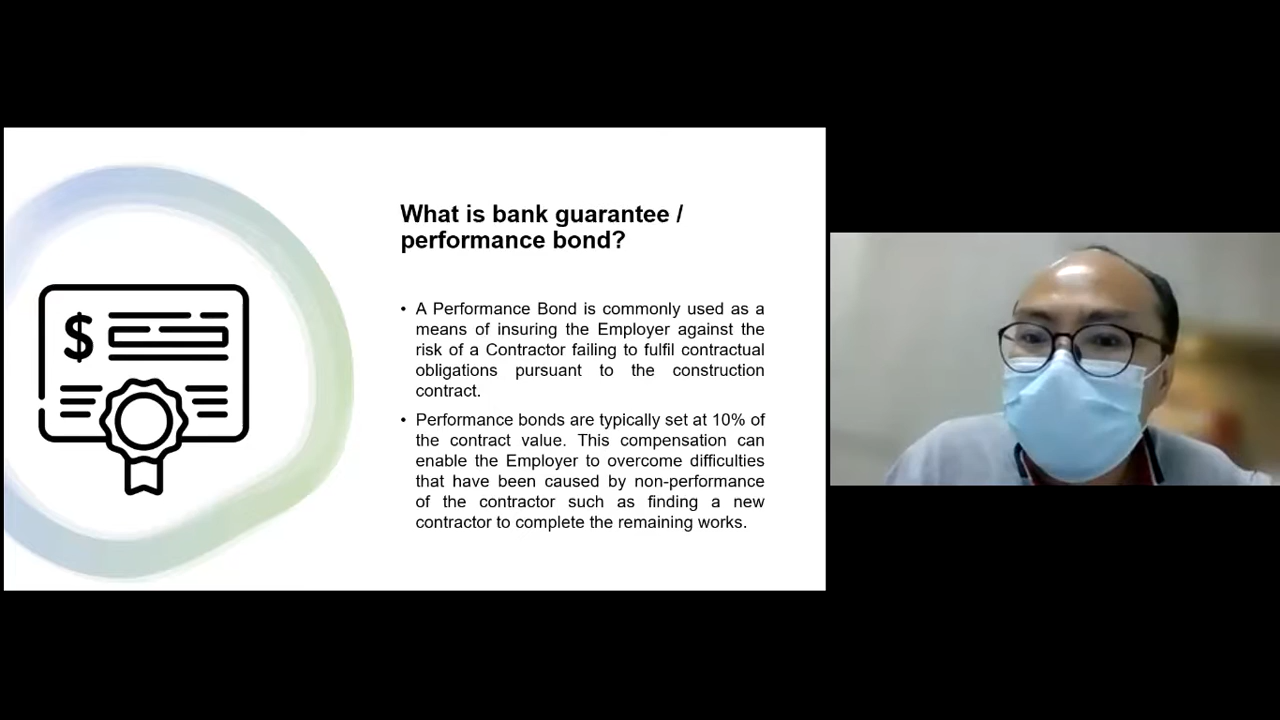 What is bank guarantee /
performance bond?
• A Performance Bond is commonly used as a
means of insuring the Employer against the
risk of a Contractor failing to fulfil contractual
obligations pursuant to the construction
contract.
• Performance bonds are typically set at 10% of
the contract value. This compensation can
enable the Employer to overcome difficulties
that have been caused by non-performance
of the contractor such as finding a new
contractor to complete the remaining works.
$